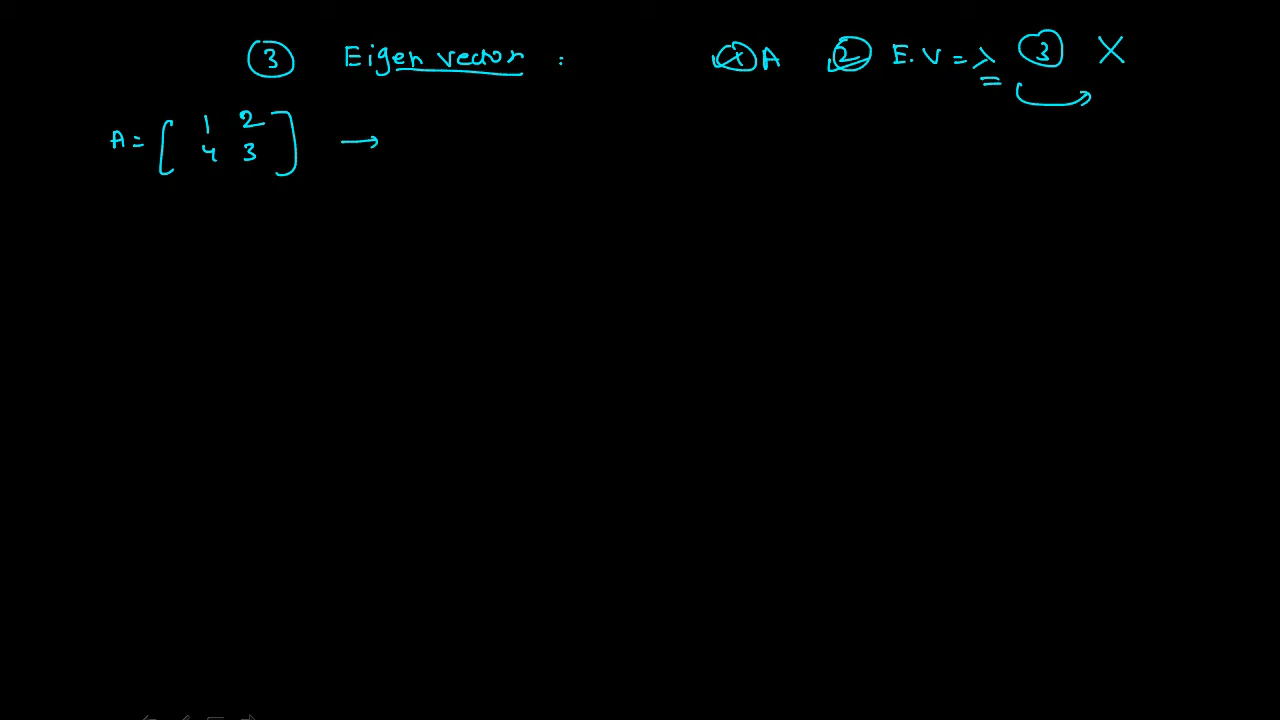 ③ Eigen vector : ① A ② E.V = λ ③ X
A = [ 1 2
4 3 ] →